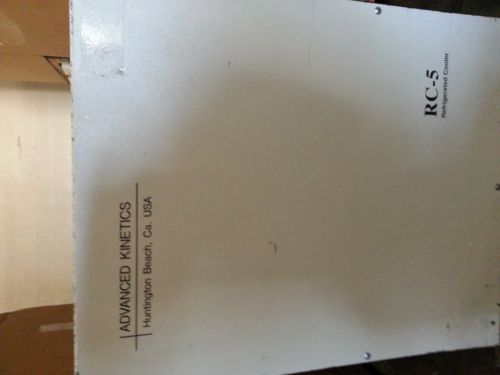 RC-5
Refrigerated Cooler
ADVANCED KINETICS
Huntington Beach, Ca. USA